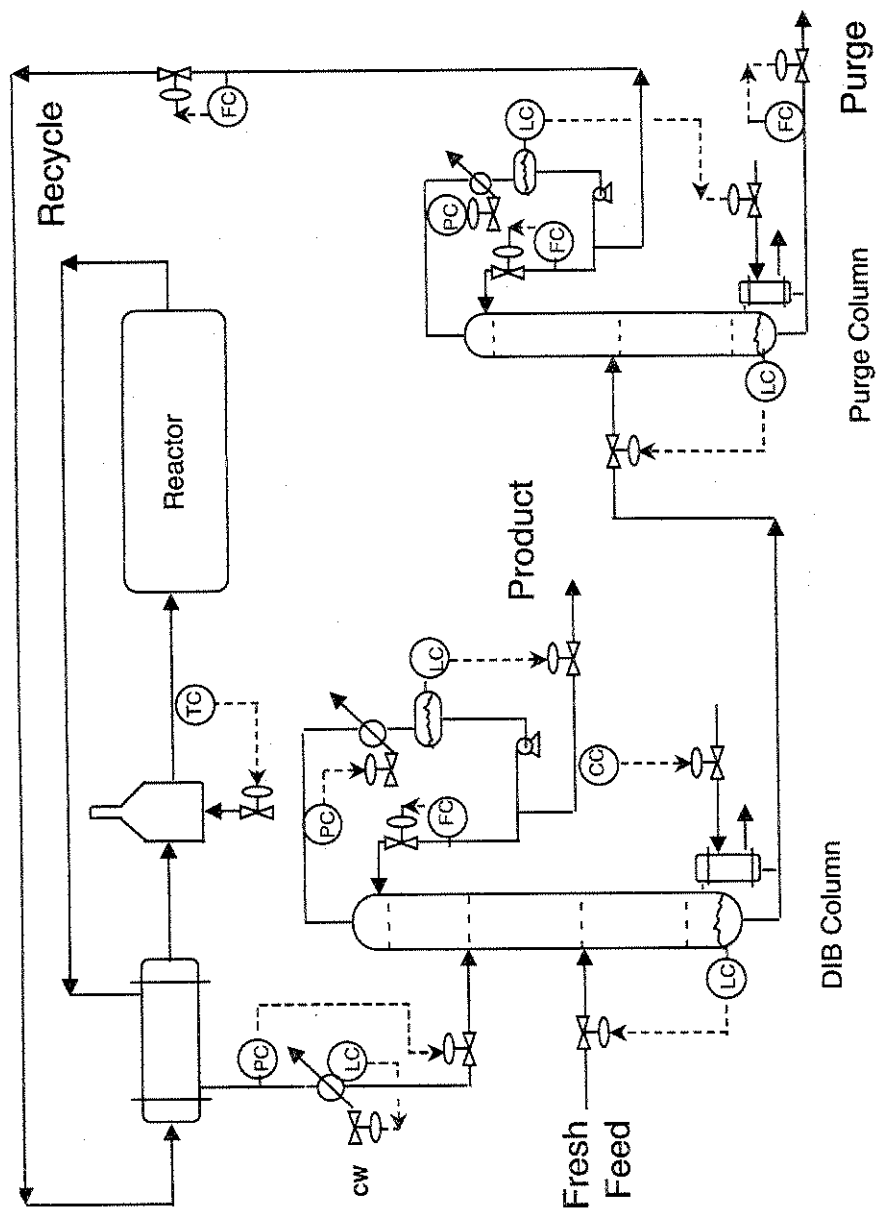 Recycle
Reactor
TC
FC
PC
LC
cw
PC
LC
FC
PC
LC
FC
Product
CC
Fresh
Feed
LC
LC
FC
DIB Column
Purge Column
Purge